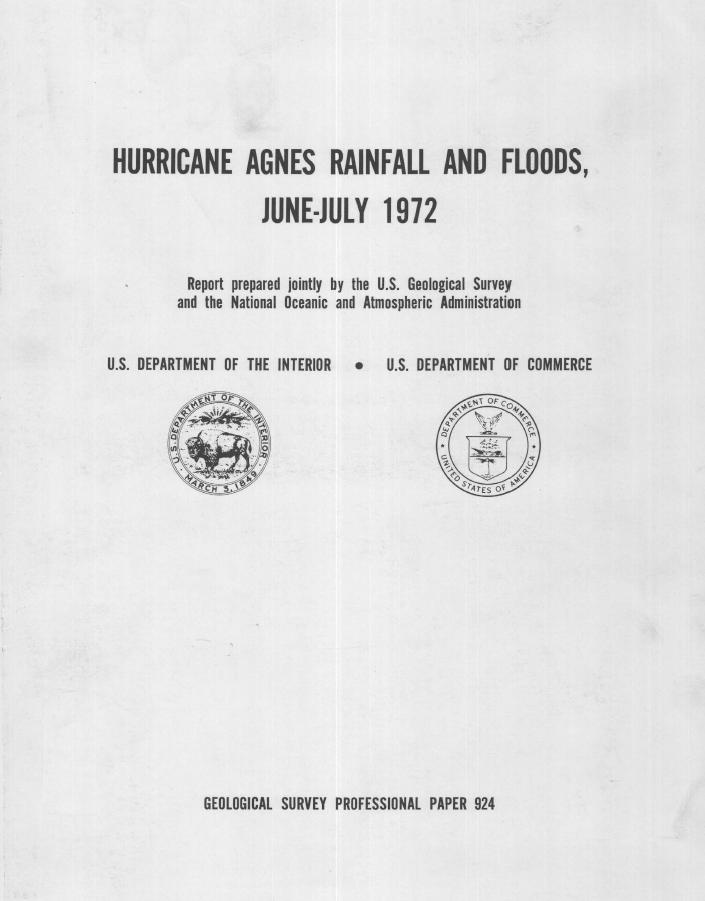 HURRICANE AGNES RAINFALL AND FLOODS,
JUNE-JULY 1972
Report prepared jointly by the U.S. Geological Survey
and the National Oceanic and Atmospheric Administration
U.S. DEPARTMENT OF THE INTERIOR • U.S. DEPARTMENT OF COMMERCE
U.S. DEPARTMENT OF THE INTERIOR
MARCH 3, 1849
DEPARTMENT OF COMMERCE
UNITED STATES OF AMERICA
GEOLOGICAL SURVEY PROFESSIONAL PAPER 924